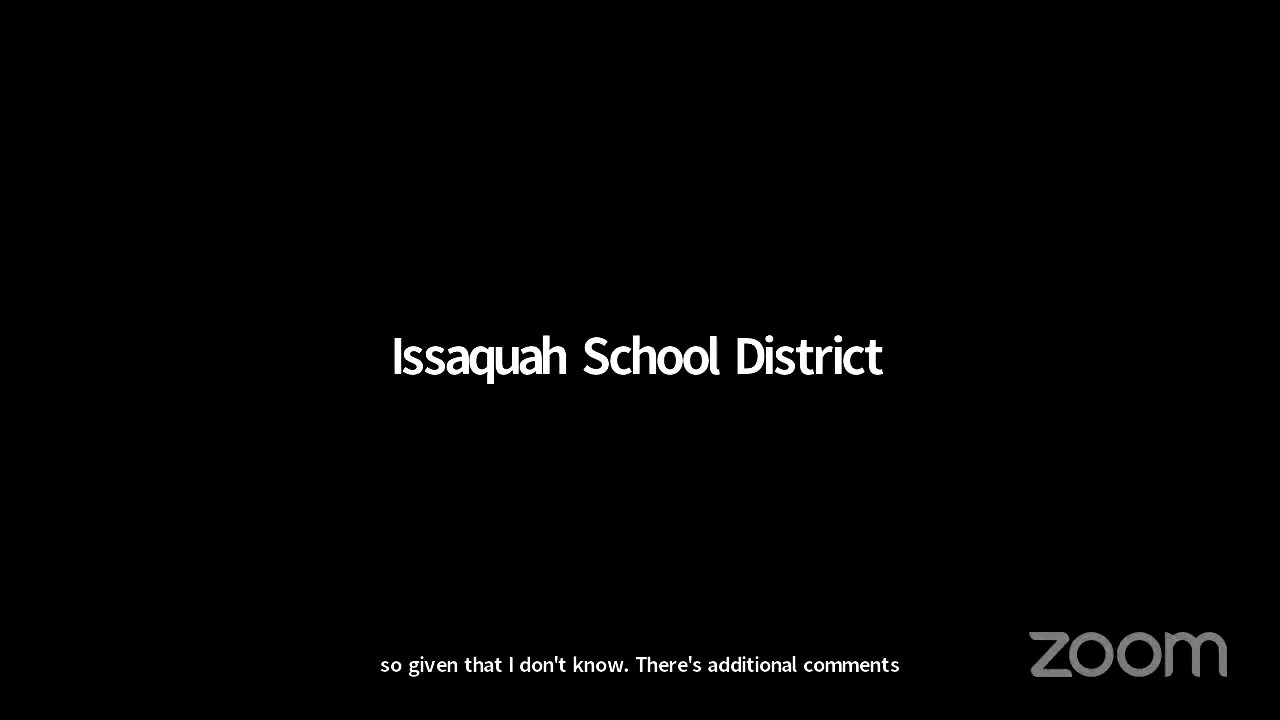 Issaquah School District
so given that I don't know. There's additional comments
zoom